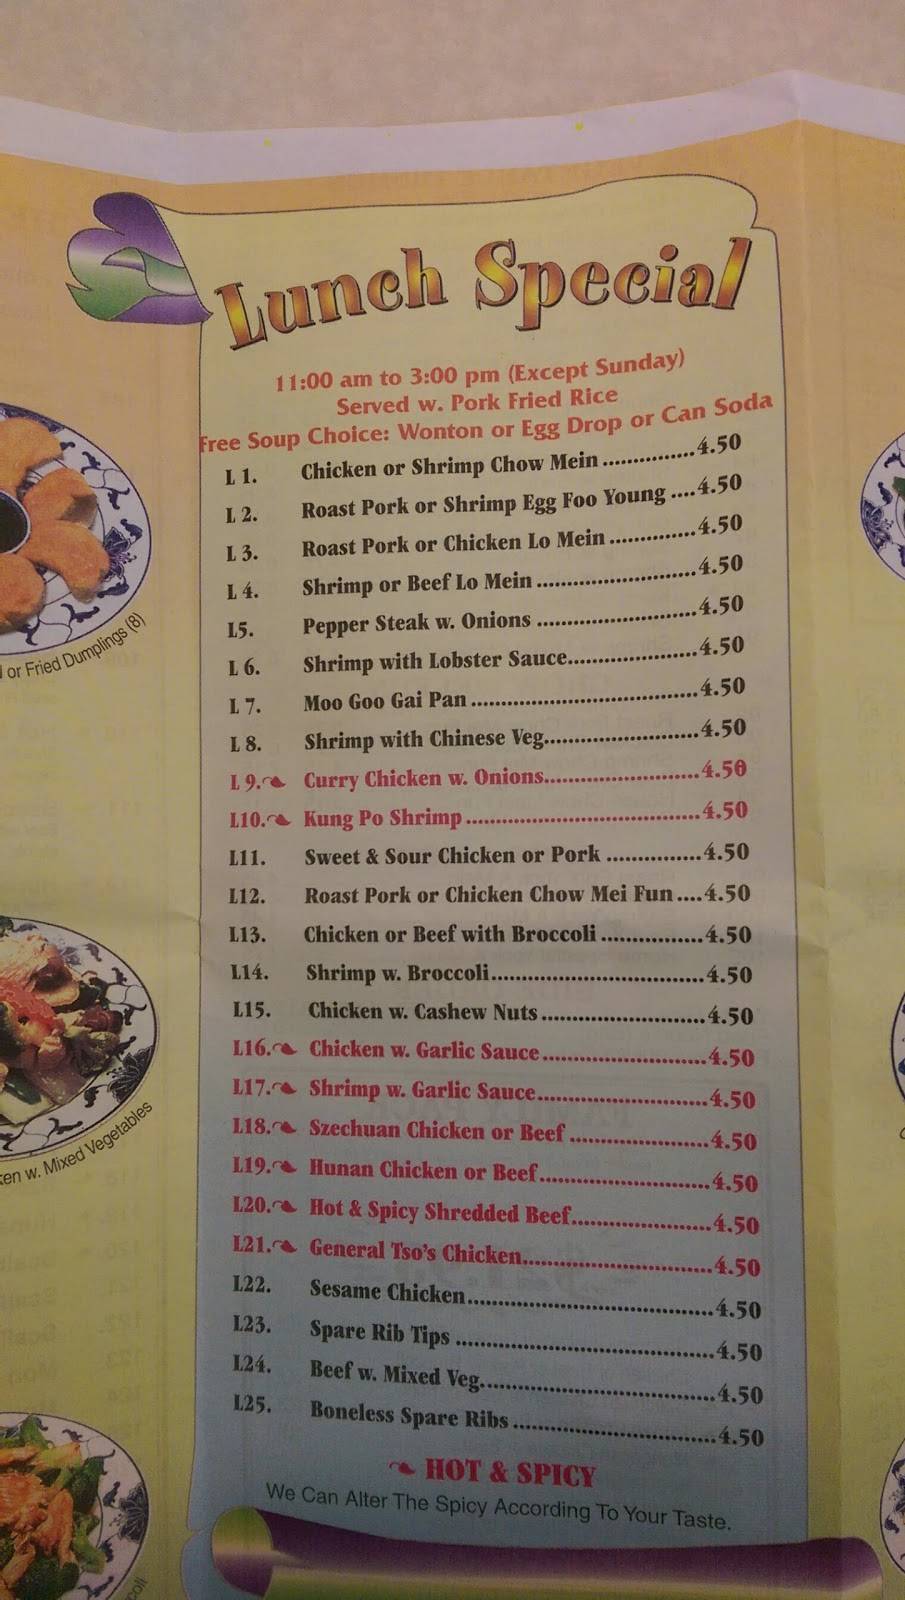 Lunch Special
11:00 am to 3:00 pm (Except Sunday)
Served w. Pork Fried Rice
Free Soup Choice: Wonton or Egg Drop or Can Soda
L 1. Chicken or Shrimp Chow Mein ...............4.50
L 2. Roast Pork or Shrimp Egg Foo Young ....4.50
L 3. Roast Pork or Chicken Lo Mein ..............4.50
L 4. Shrimp or Beef Lo Mein ..........................4.50
L5. Pepper Steak w. Onions ..........................4.50
L 6. Shrimp with Lobster Sauce.....................4.50
L 7. Moo Goo Gai Pan .....................................4.50
L 8. Shrimp with Chinese Veg.........................4.50
L 9. Curry Chicken w. Onions.........................4.50
L10. Kung Po Shrimp ......................................4.50
L11. Sweet & Sour Chicken or Pork ...............4.50
L12. Roast Pork or Chicken Chow Mei Fun ....4.50
L13. Chicken or Beef with Broccoli ................4.50
L14. Shrimp w. Broccoli...................................4.50
L15. Chicken w. Cashew Nuts ..........................4.50
L16. Chicken w. Garlic Sauce...........................4.50
L17. Shrimp w. Garlic Sauce............................4.50
L18. Szechuan Chicken or Beef .......................4.50
L19. Hunan Chicken or Beef............................4.50
L20. Hot & Spicy Shredded Beef.......................4.50
L21. General Tso's Chicken..............................4.50
L22. Sesame Chicken........................................4.50
L23. Spare Rib Tips ..........................................4.50
L24. Beef w. Mixed Veg......................................4.50
L25. Boneless Spare Ribs .................................4.50
HOT & SPICY
We Can Alter The Spicy According To Your Taste.
or Fried Dumplings (8)
w. Mixed Vegetables